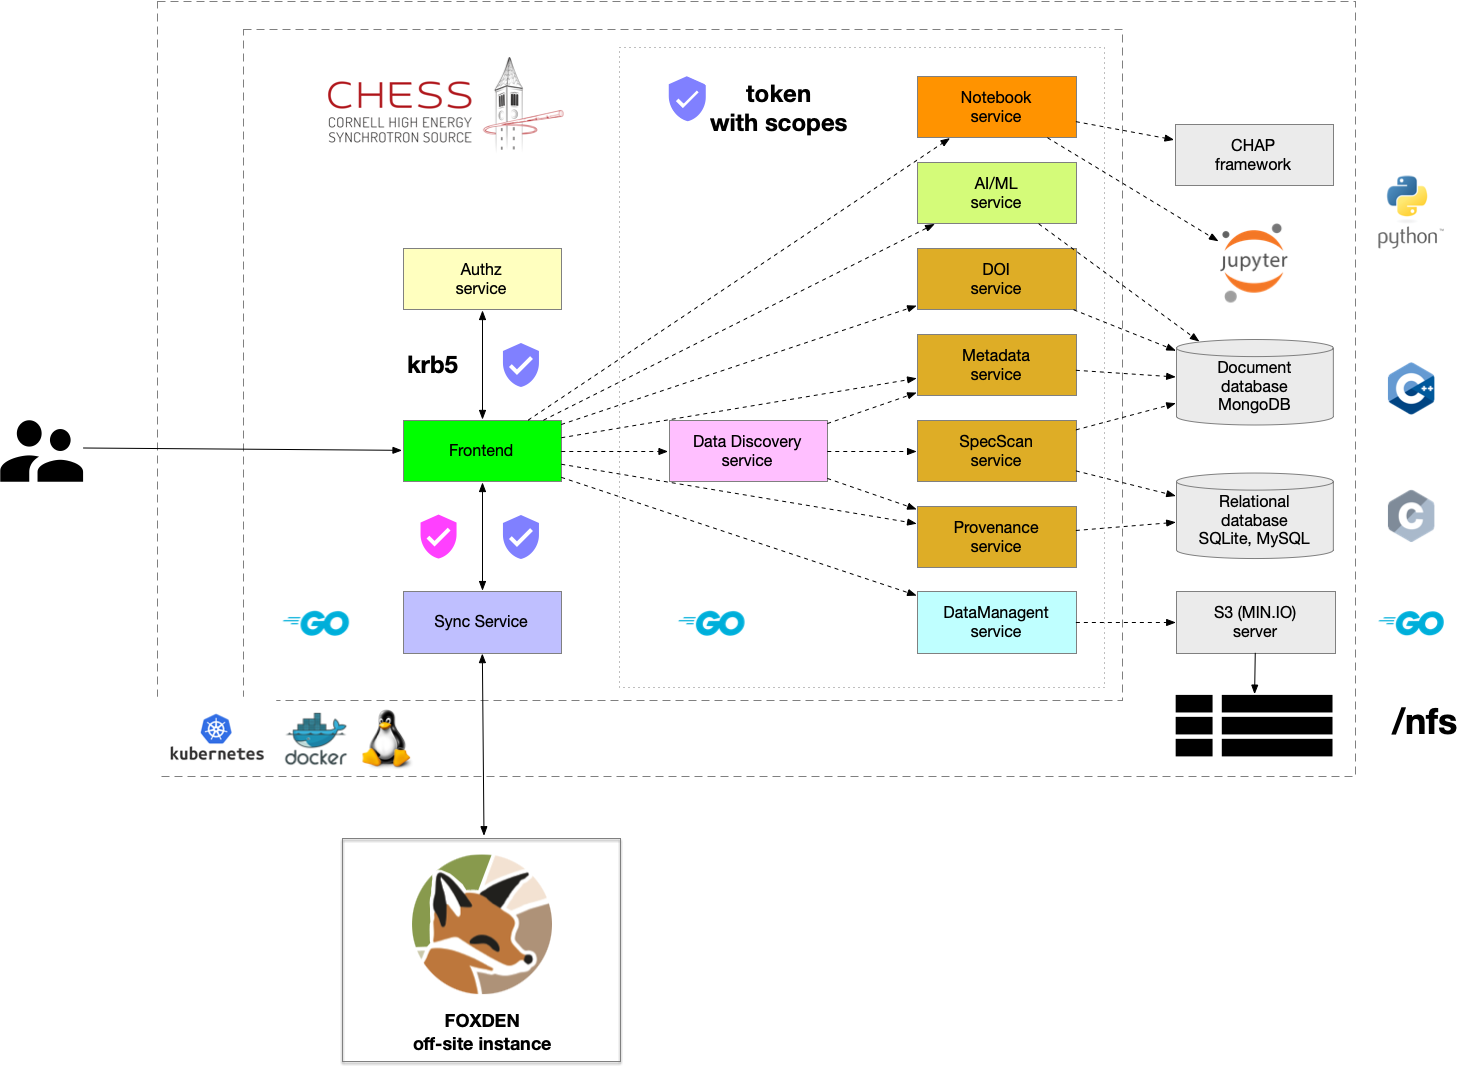 CHESS
CORNELL HIGH ENERGY
SYNCHROTRON SOURCE
token
with scopes
Notebook
service
CHAP
framework
AI/ML
service
python™
jupyter
Authz
service
DOI
service
krb5
Metadata
service
Document
database
MongoDB
C++
Frontend
Data Discovery
service
SpecScan
service
Relational
database
SQLite, MySQL
C
Provenance
service
GO
Sync Service
GO
DataManagent
service
S3 (MIN.IO)
server
GO
kubernetes
docker
/nfs
FOXDEN
off-site instance